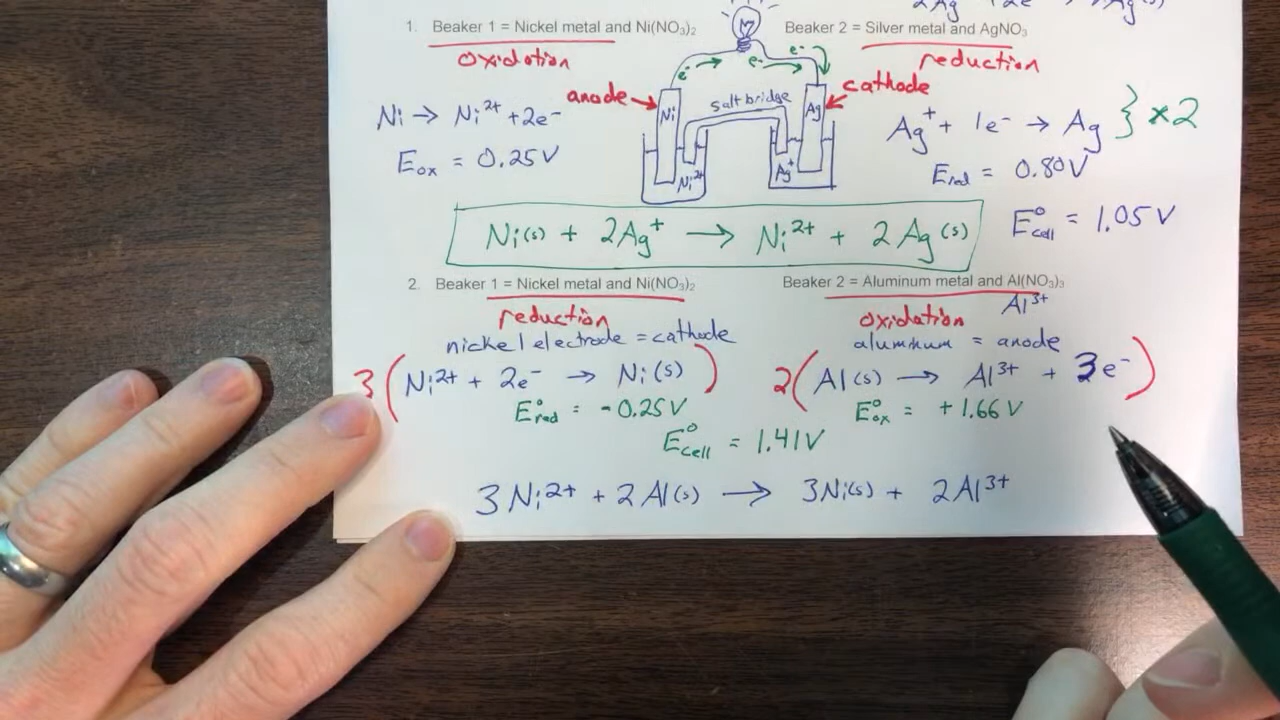 2Ag + 2e⁻ → 2Ag(s)
1. Beaker 1 = Nickel metal and Ni(NO₃)₂
Beaker 2 = Silver metal and AgNO₃
oxidation
reduction
e⁻
e⁻
e⁻
anode
cathode
salt bridge
Ni
Ag
Ni²⁺
Ag⁺
Ni → Ni²⁺ + 2e⁻
Ag⁺ + 1e⁻ → Ag } ×2
Eox = 0.25V
Ered = 0.80V
Ni(s) + 2Ag⁺ → Ni²⁺ + 2Ag(s)
E°cell = 1.05V
2. Beaker 1 = Nickel metal and Ni(NO₃)₂
Beaker 2 = Aluminum metal and Al(NO₃)₃
Al³⁺
reduction
oxidation
nickel electrode = cathode
aluminum = anode
3(Ni²⁺ + 2e⁻ → Ni(s))
2(Al(s) → Al³⁺ + 3e⁻)
E°red = -0.25V
E°ox = +1.66V
E°cell = 1.41V
3Ni²⁺ + 2Al(s) → 3Ni(s) + 2Al³⁺